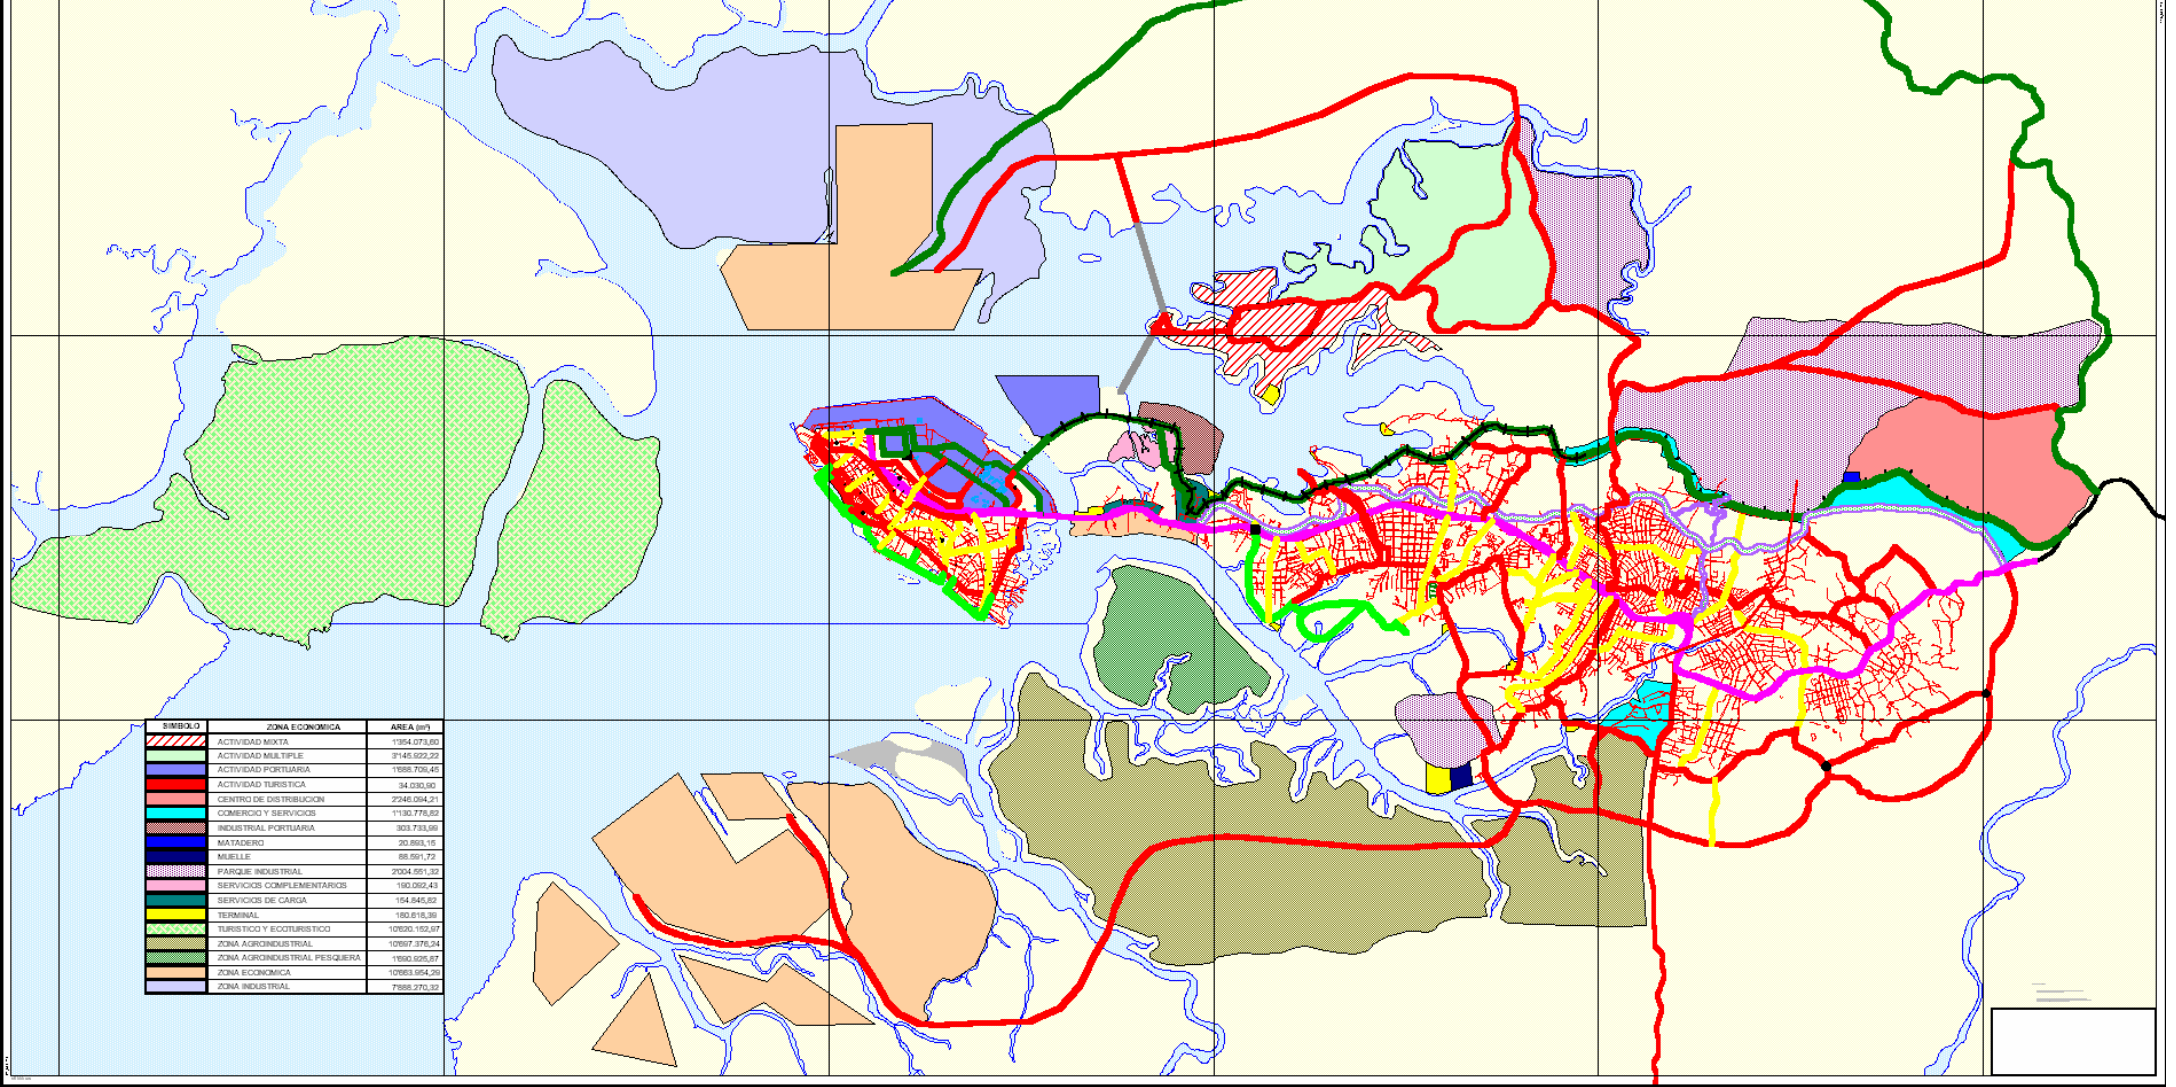 SIMBOLO ZONA ECONOMICA AREA (m²)
ACTIVIDAD MIXTA 1'354.073,60
ACTIVIDAD MULTIPLE 3'145.922,22
ACTIVIDAD PORTUARIA 1'688.709,45
ACTIVIDAD TURISTICA 34.030,90
CENTRO DE DISTRIBUCION 2'246.094,21
COMERCIO Y SERVICIOS 1'130.778,62
INDUSTRIAL PORTUARIA 303.733,99
MATADERO 20.893,15
MUELLE 88.591,72
PARQUE INDUSTRIAL 2'004.551,32
SERVICIOS COMPLEMENTARIOS 190.092,43
SERVICIOS DE CARGA 154.845,82
TERMINAL 180.618,39
TURISTICO Y ECOTURISTICO 10'620.152,97
ZONA AGROINDUSTRIAL 10'697.376,24
ZONA AGROINDUSTRIAL PESQUERA 1'690.925,67
ZONA ECONOMICA 10'663.954,29
ZONA INDUSTRIAL 7'888.270,32